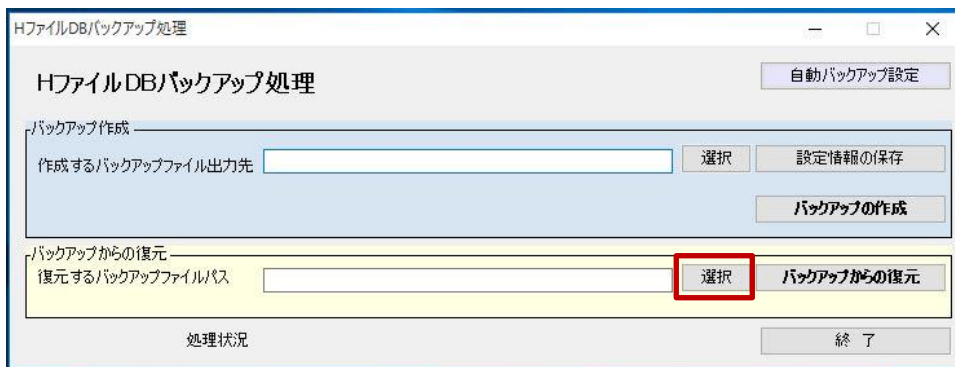 HファイルDBバックアップ処理
HファイルDBバックアップ処理
自動バックアップ設定
バックアップ作成
作成するバックアップファイル出力先
選択
設定情報の保存
バックアップの作成
バックアップからの復元
復元するバックアップファイルパス
選択
バックアップからの復元
処理状況
終 了